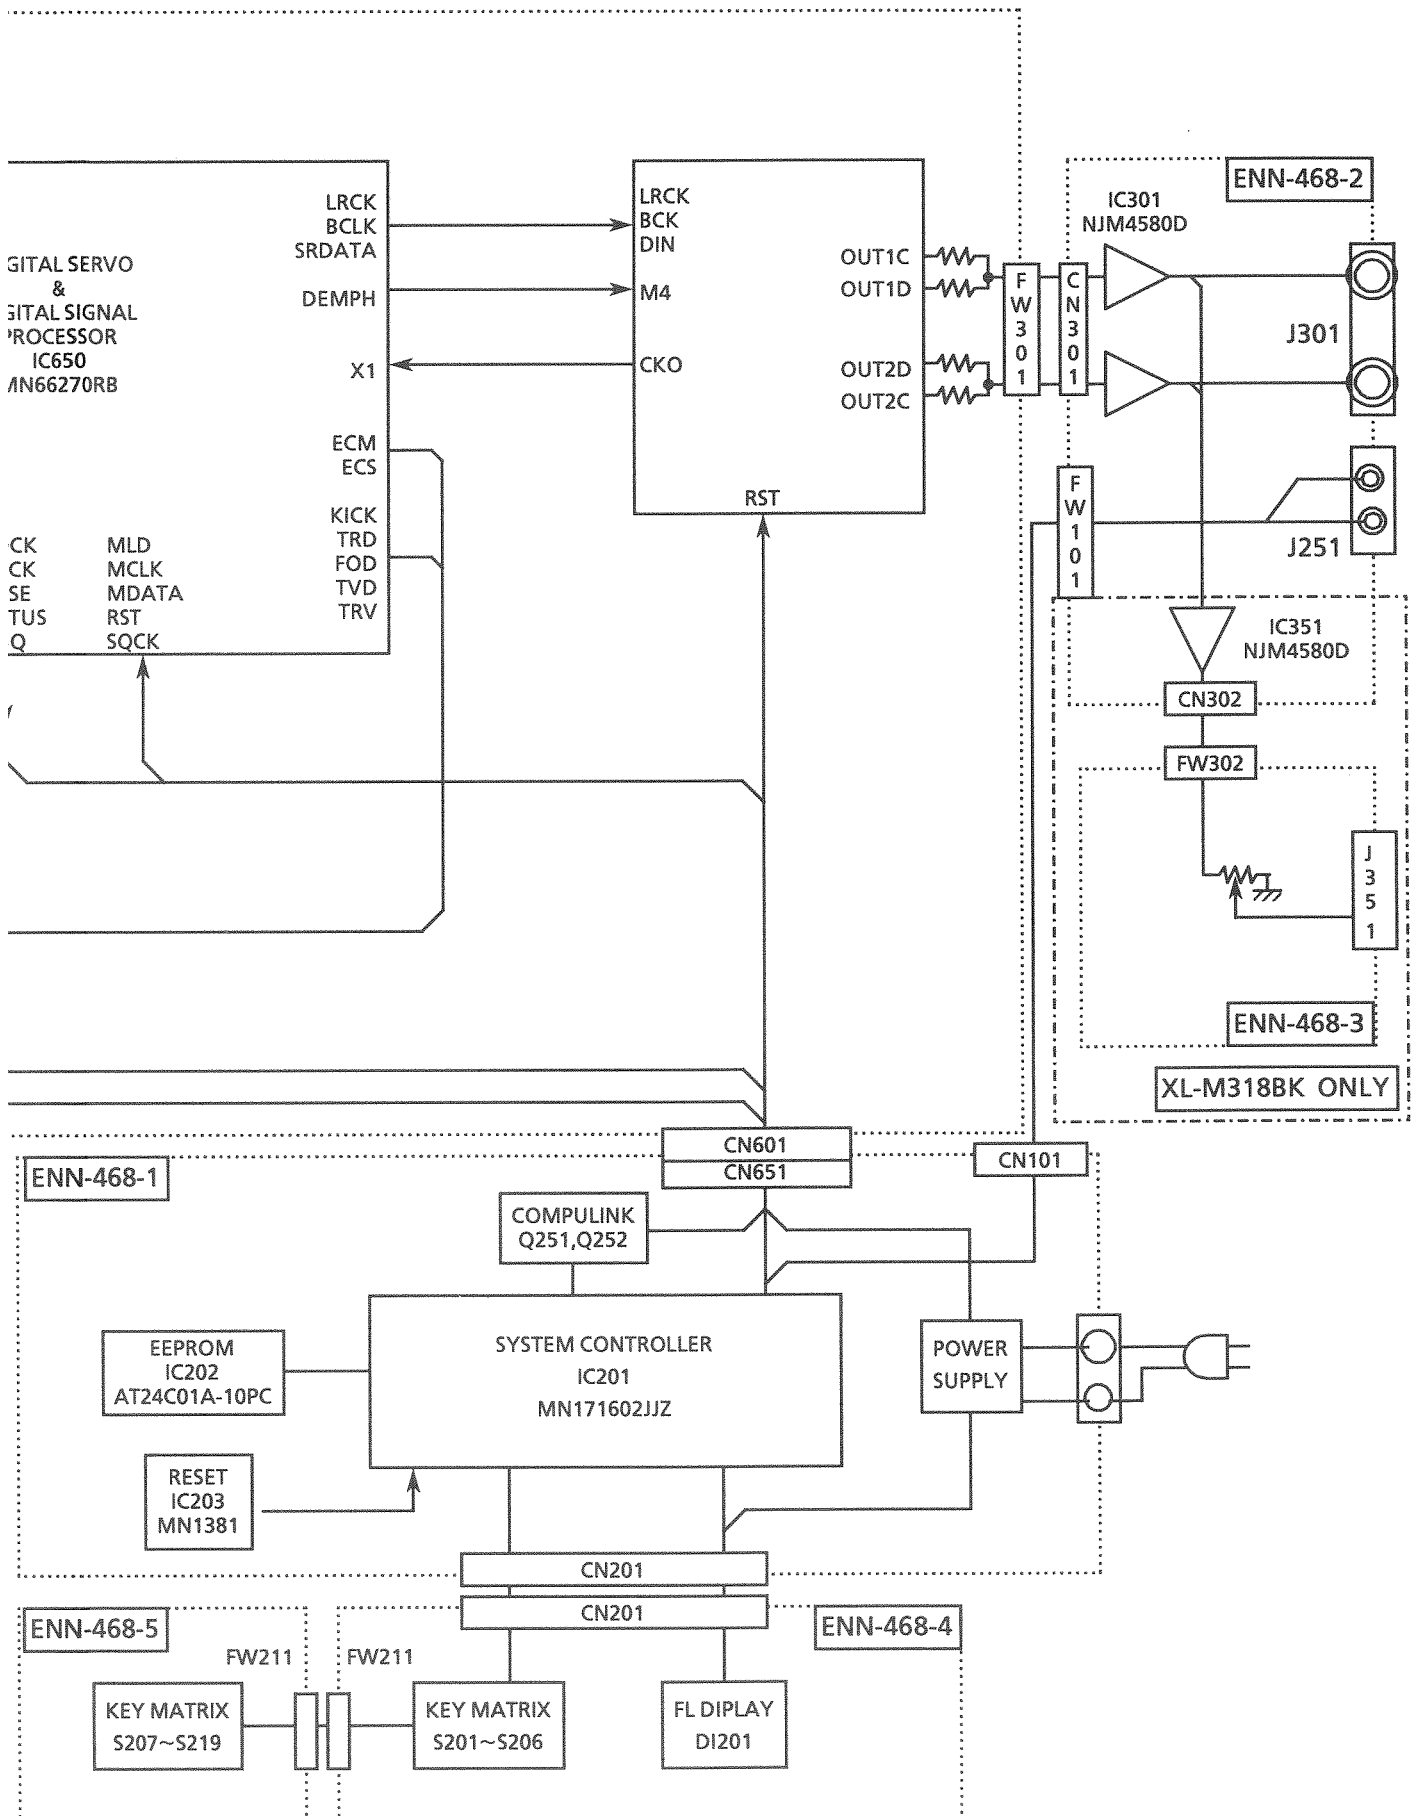 ENN-468-2
IC301
NJM4580D
LRCK
BCLK
SRDATA
DEMPH
X1
ECM
ECS
KICK
TRD
FOD
TVD
TRV
GITAL SERVO
&
GITAL SIGNAL
PROCESSOR
IC650
MN66270RB
CK
CK
SE
TUS
Q
MLD
MCLK
MDATA
RST
SQCK
LRCK
BCK
DIN
M4
CKO
OUT1C
OUT1D
OUT2D
OUT2C
RST
FW301
CN301
J301
FW101
J251
IC351
NJM4580D
CN302
FW302
J351
ENN-468-3
XL-M318BK ONLY
CN601
CN651
CN101
ENN-468-1
COMPULINK
Q251,Q252
EEPROM
IC202
AT24C01A-10PC
SYSTEM CONTROLLER
IC201
MN171602JJZ
POWER
SUPPLY
RESET
IC203
MN1381
CN201
CN201
ENN-468-5
ENN-468-4
FW211
FW211
KEY MATRIX
S207~S219
KEY MATRIX
S201~S206
FL DIPLAY
DI201